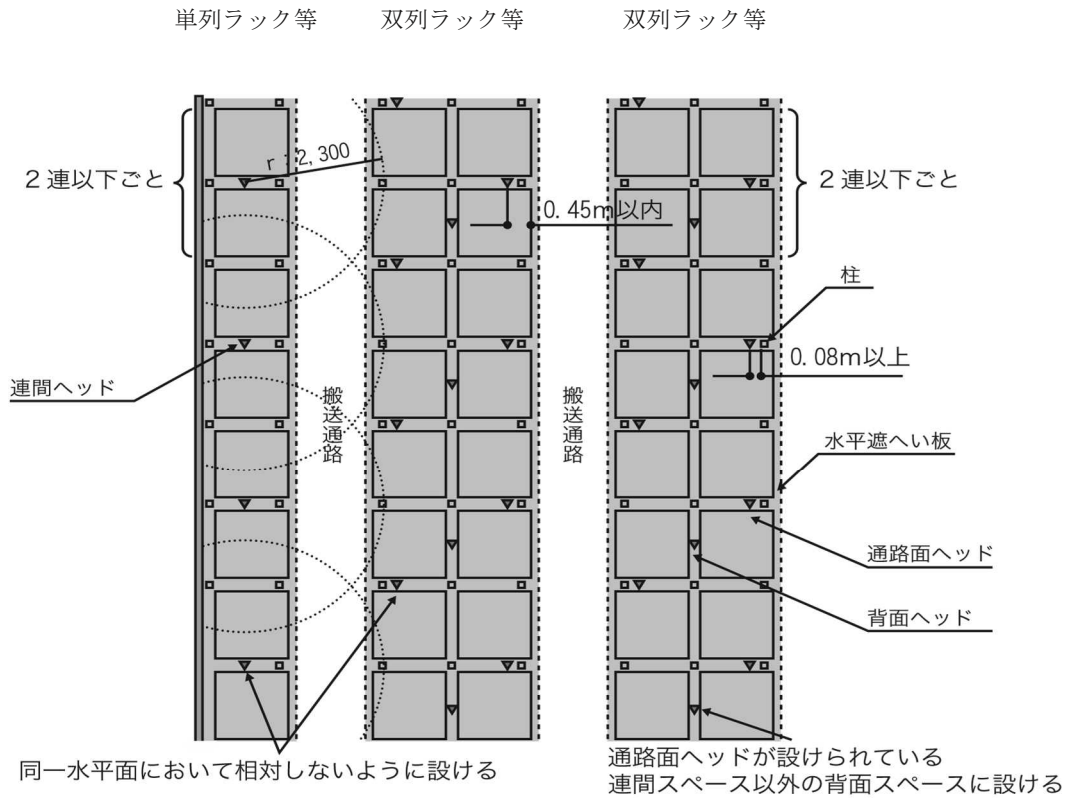 単列ラック等
双列ラック等
双列ラック等
2連以下ごと
r:2,300
0.45m以内
2連以下ごと
柱
0.08m以上
連間ヘッド
搬送通路
搬送通路
水平遮へい板
通路面ヘッド
背面ヘッド
同一水平面において相対しないように設ける
通路面ヘッドが設けられている
連間スペース以外の背面スペースに設ける